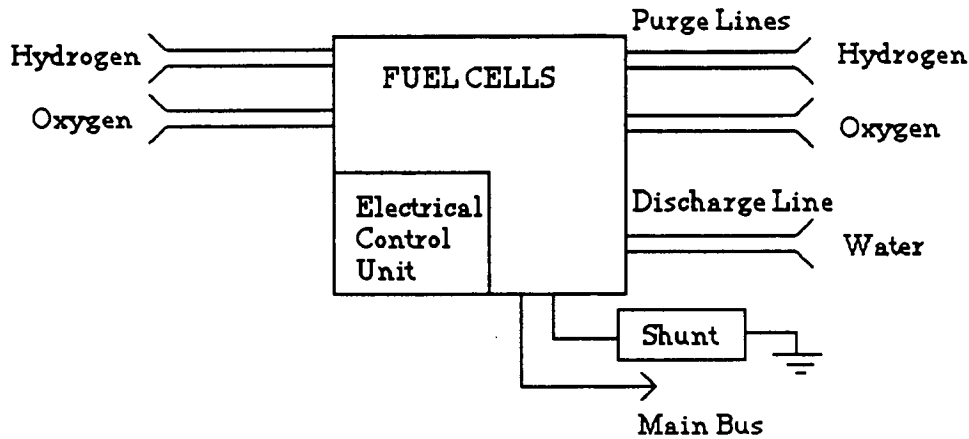 Purge Lines
Hydrogen
Hydrogen
FUEL CELLS
Oxygen
Oxygen
Electrical
Control
Unit
Discharge Line
Water
Shunt
Main Bus